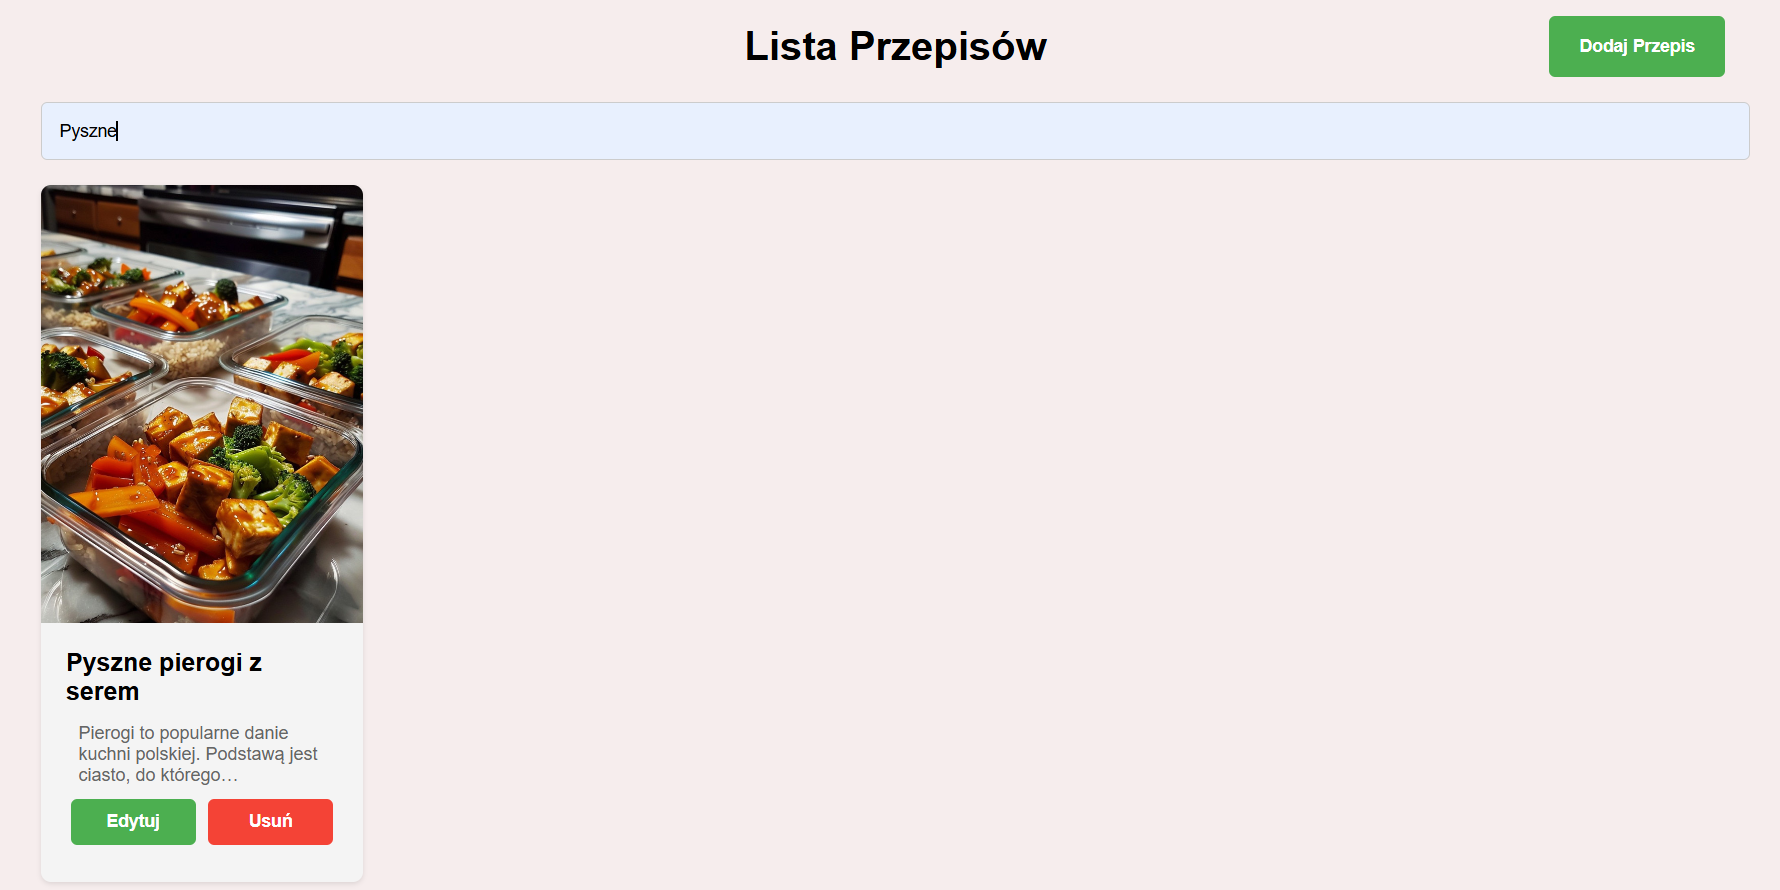 Lista Przepisów
Dodaj Przepis
Pyszne
Pyszne pierogi z
serem
Pierogi to popularne danie
kuchni polskiej. Podstawą jest
ciasto, do którego…
Edytuj
Usuń